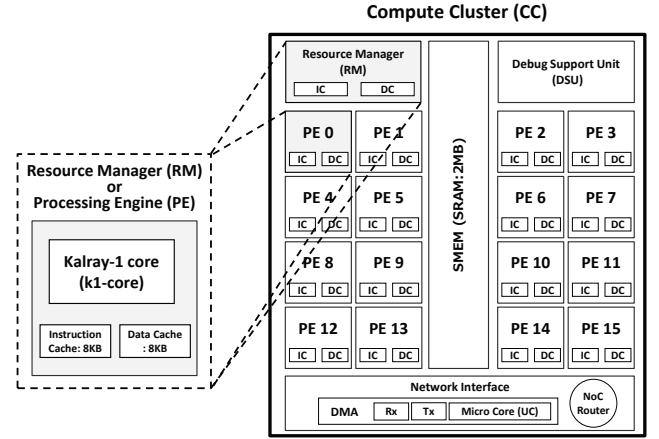 Compute Cluster (CC)
Resource Manager
(RM)
IC DC
Debug Support Unit
(DSU)
SMEM (SRAM: 2MB)
PE 0 PE 1 PE 2 PE 3
IC DC IC DC IC DC IC DC
PE 4 PE 5 PE 6 PE 7
IC DC IC DC IC DC IC DC
PE 8 PE 9 PE 10 PE 11
IC DC IC DC IC DC IC DC
PE 12 PE 13 PE 14 PE 15
IC DC IC DC IC DC IC DC
Network Interface
DMA Rx Tx Micro Core (UC)
NoC
Router
Resource Manager (RM)
or
Processing Engine (PE)
Kalray-1 core
(k1-core)
Instruction
Cache: 8KB
Data Cache
: 8KB